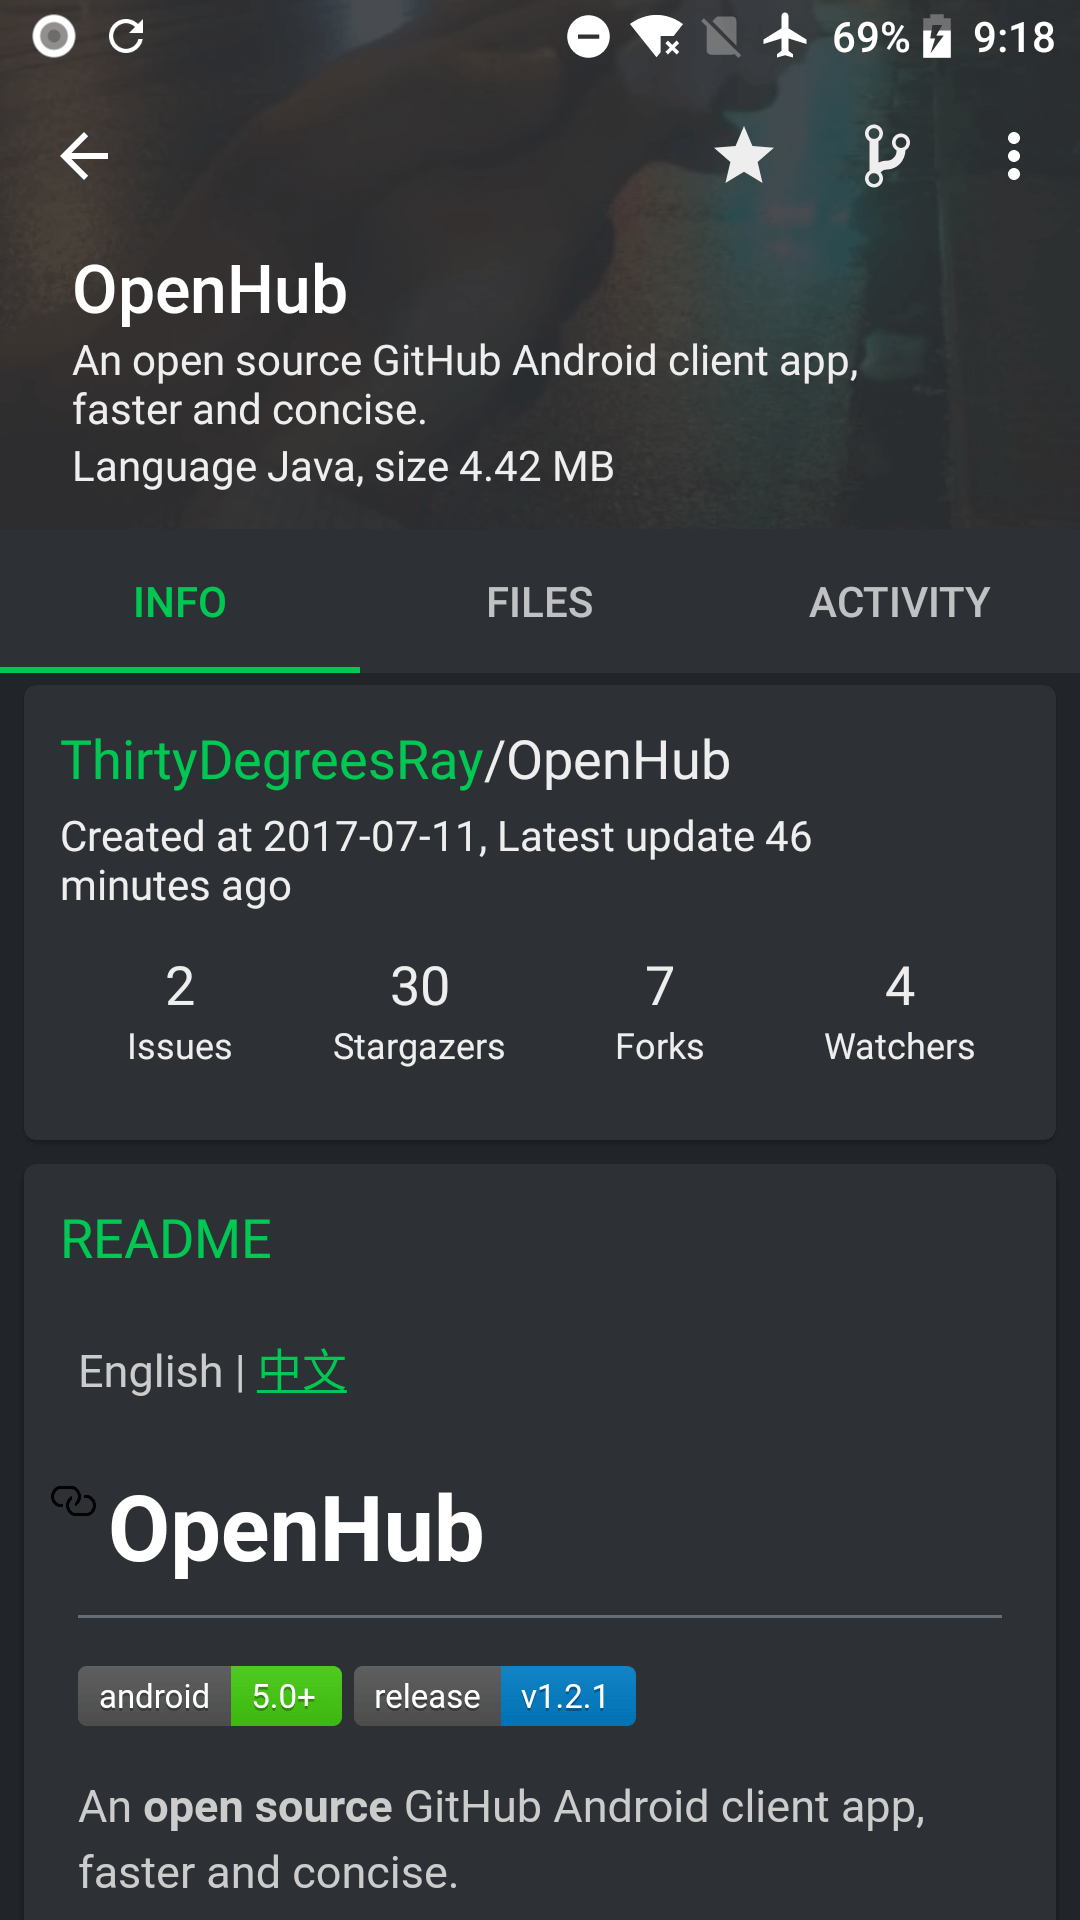 69% 9:18
OpenHub
An open source GitHub Android client app,
faster and concise.
Language Java, size 4.42 MB
INFO FILES ACTIVITY
ThirtyDegreesRay/OpenHub
Created at 2017-07-11, Latest update 46
minutes ago
2 30 7 4
Issues Stargazers Forks Watchers
README
English | 中文
OpenHub
android 5.0+ release v1.2.1
An open source GitHub Android client app,
faster and concise.